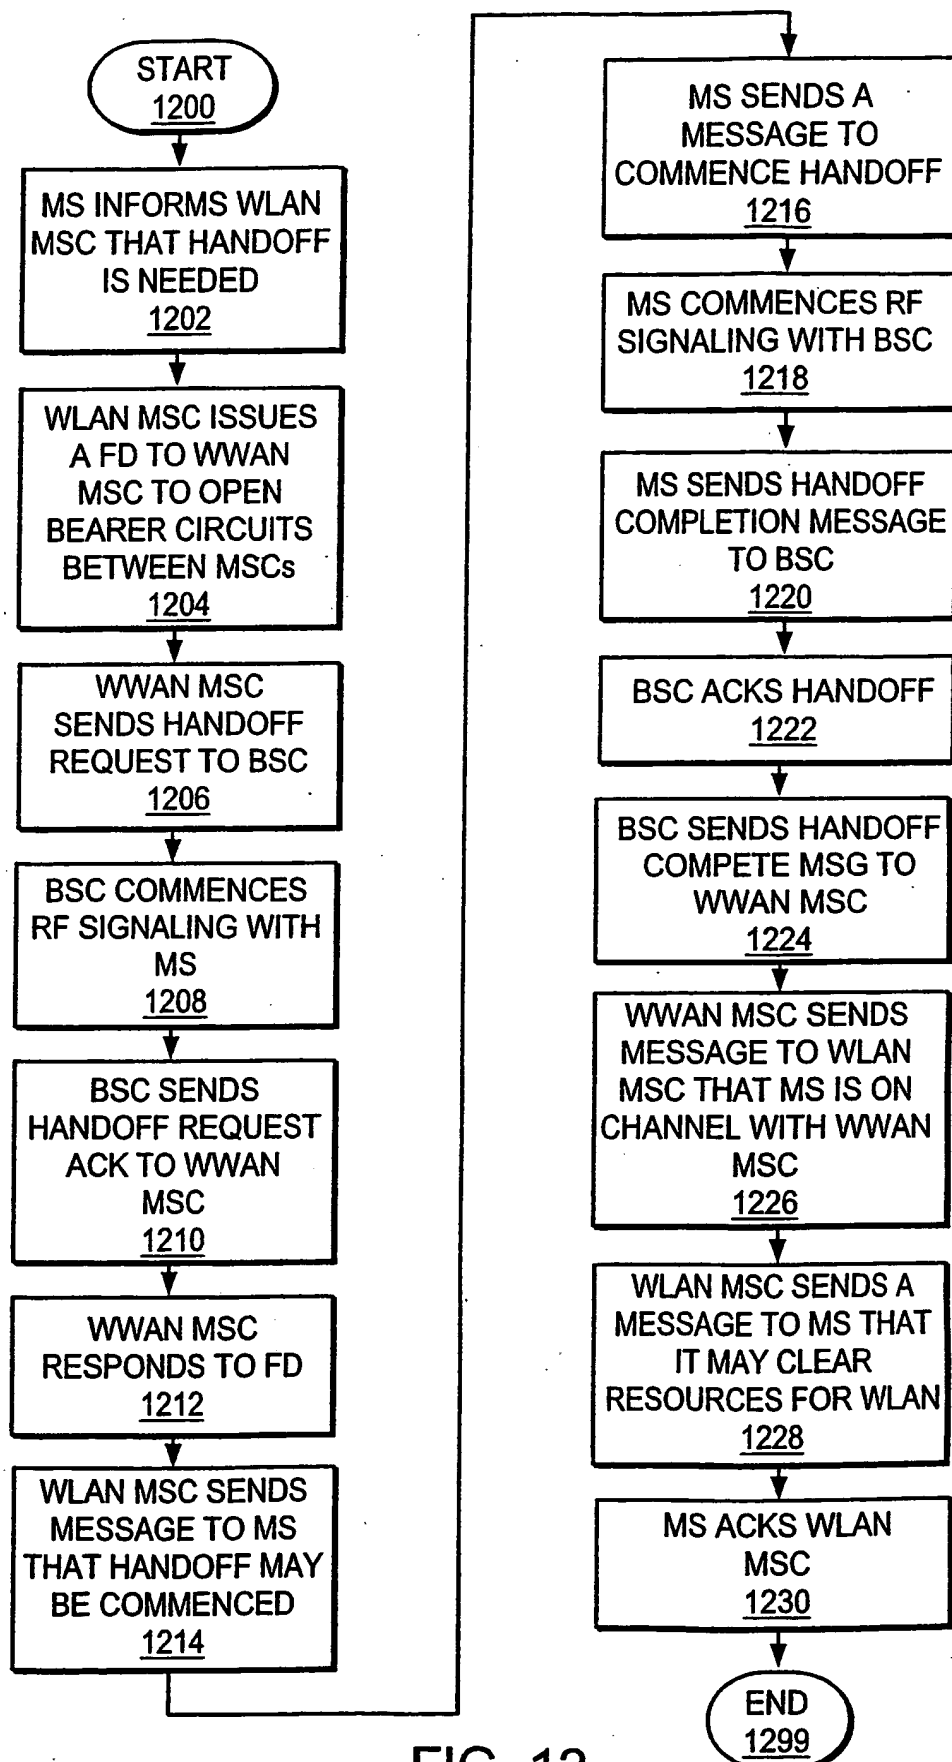 START
1200
MS INFORMS WLAN
MSC THAT HANDOFF
IS NEEDED
1202
WLAN MSC ISSUES
A FD TO WWAN
MSC TO OPEN
BEARER CIRCUITS
BETWEEN MSCs
1204
WWAN MSC
SENDS HANDOFF
REQUEST TO BSC
1206
BSC COMMENCES
RF SIGNALING WITH
MS
1208
BSC SENDS
HANDOFF REQUEST
ACK TO WWAN
MSC
1210
WWAN MSC
RESPONDS TO FD
1212
WLAN MSC SENDS
MESSAGE TO MS
THAT HANDOFF MAY
BE COMMENCED
1214
MS SENDS A
MESSAGE TO
COMMENCE HANDOFF
1216
MS COMMENCES RF
SIGNALING WITH BSC
1218
MS SENDS HANDOFF
COMPLETION MESSAGE
TO BSC
1220
BSC ACKS HANDOFF
1222
BSC SENDS HANDOFF
COMPETE MSG TO
WWAN MSC
1224
WWAN MSC SENDS
MESSAGE TO WLAN
MSC THAT MS IS ON
CHANNEL WITH WWAN
MSC
1226
WLAN MSC SENDS A
MESSAGE TO MS THAT
IT MAY CLEAR
RESOURCES FOR WLAN
1228
MS ACKS WLAN
MSC
1230
END
1299
FIG. 12